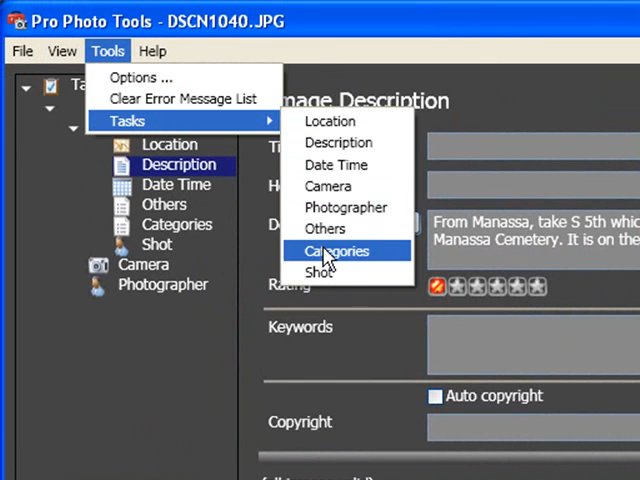 Pro Photo Tools - DSCN1040.JPG
File View Tools Help
Options ...
Clear Error Message List
Tasks
Location
Description
Date Time
Camera
Photographer
Others
Categories
Shot
Location
Description
Date Time
Others
Categories
Shot
Camera
Photographer
Image Description
From Manassa, take S 5th whic
Manassa Cemetery. It is on the
Rating
Keywords
Auto copyright
Copyright